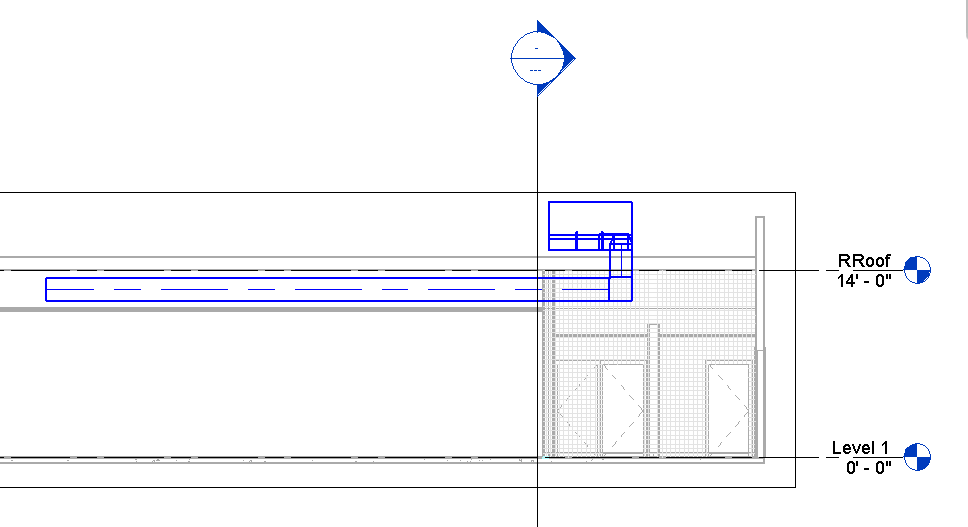 -
---
RRoof
14' - 0"
Level 1
0' - 0"